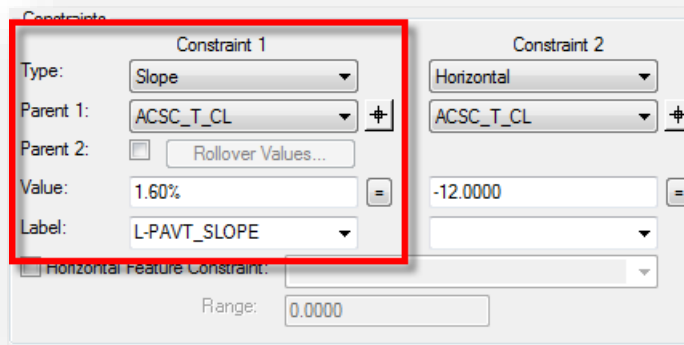 Constraints
Constraint 1 Constraint 2
Type: Slope Horizontal
Parent 1: ACSC_T_CL ACSC_T_CL
Parent 2: Rollover Values...
Value: 1.60% = -12.0000 =
Label: L-PAVT_SLOPE
Horizontal Feature Constraint:
Range: 0.0000